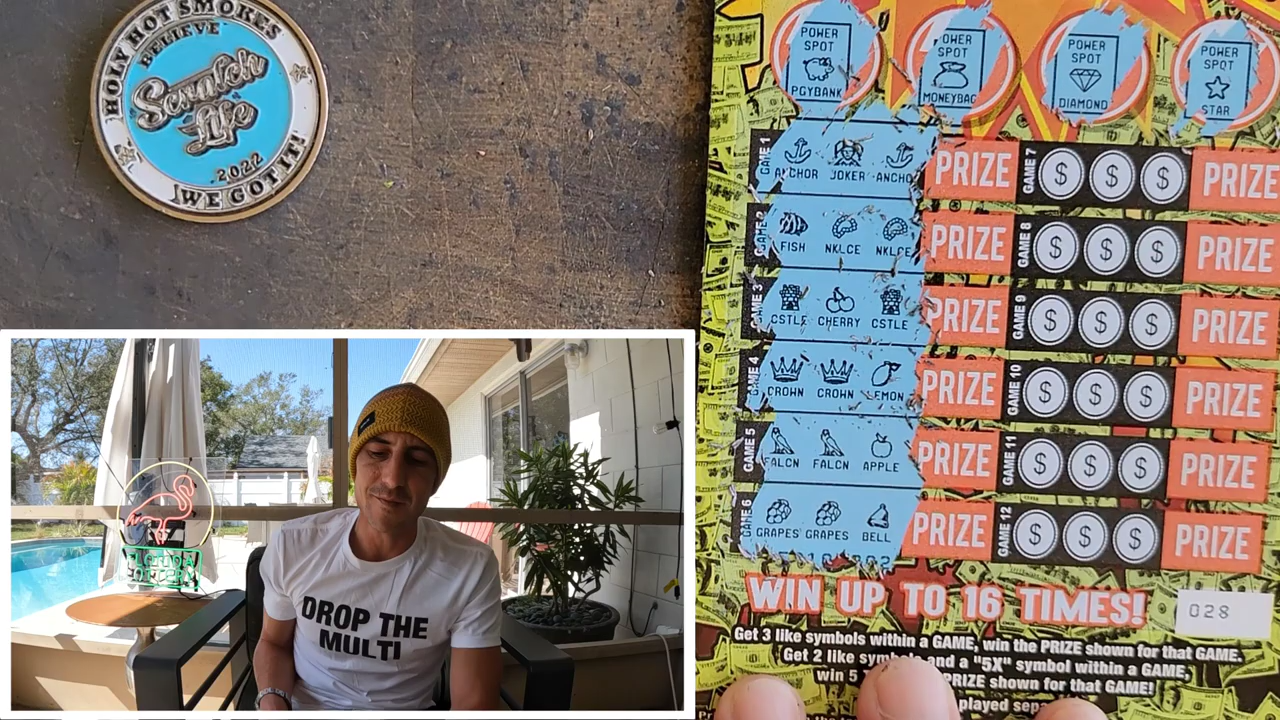 HOLY HOT SMOKES
BELIEVE
Scratch
Life
2022
WE GOT IT!
POWER
SPOT
PGYBANK
POWER
SPOT
MONEYBAG
POWER
SPOT
DIAMOND
POWER
SPOT
STAR
GAME 1
ANCHOR JOKER ANCHO
PRIZE
GAME 7
$ $ $
PRIZE
GAME 2
FISH NKLCE NKLCE
PRIZE
GAME 8
$ $ $
PRIZE
GAME 3
CSTLE CHERRY CSTLE
PRIZE
GAME 9
$ $ $
PRIZE
GAME 4
CROWN CROWN LEMON
PRIZE
GAME 10
$ $ $
PRIZE
GAME 5
FALCN FALCN APPLE
PRIZE
GAME 11
$ $ $
PRIZE
GAME 6
GRAPES GRAPES BELL
PRIZE
GAME 12
$ $ $
PRIZE
WIN UP TO 16 TIMES!
028
Get 3 like symbols within a GAME, win the PRIZE shown for that GAME.
Get 2 like symbols and a "5X" symbol within a GAME,
win 5 PRIZE shown for that GAME!
played
DROP THE
MULTI